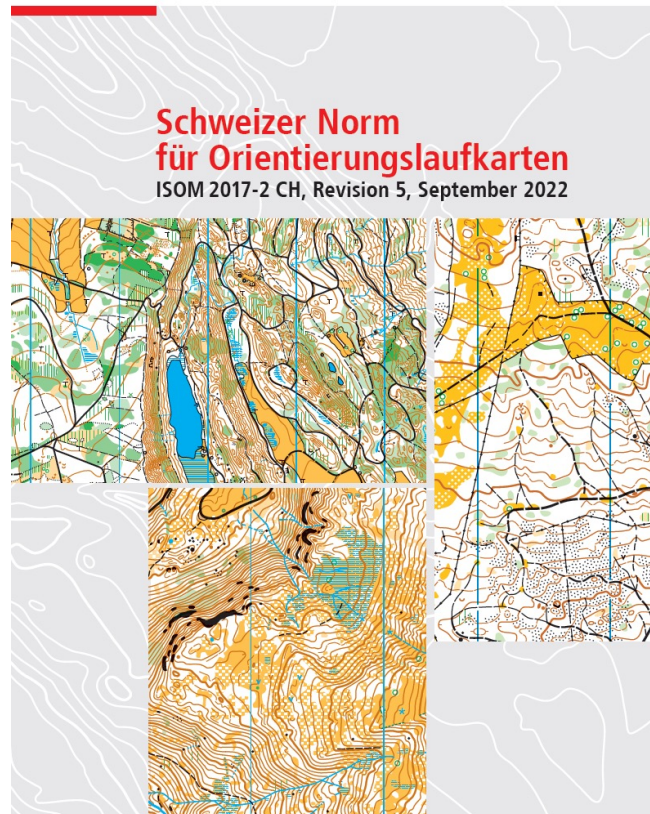 Schweizer Norm
für Orientierungslaufkarten
ISOM 2017-2 CH, Revision 5, September 2022